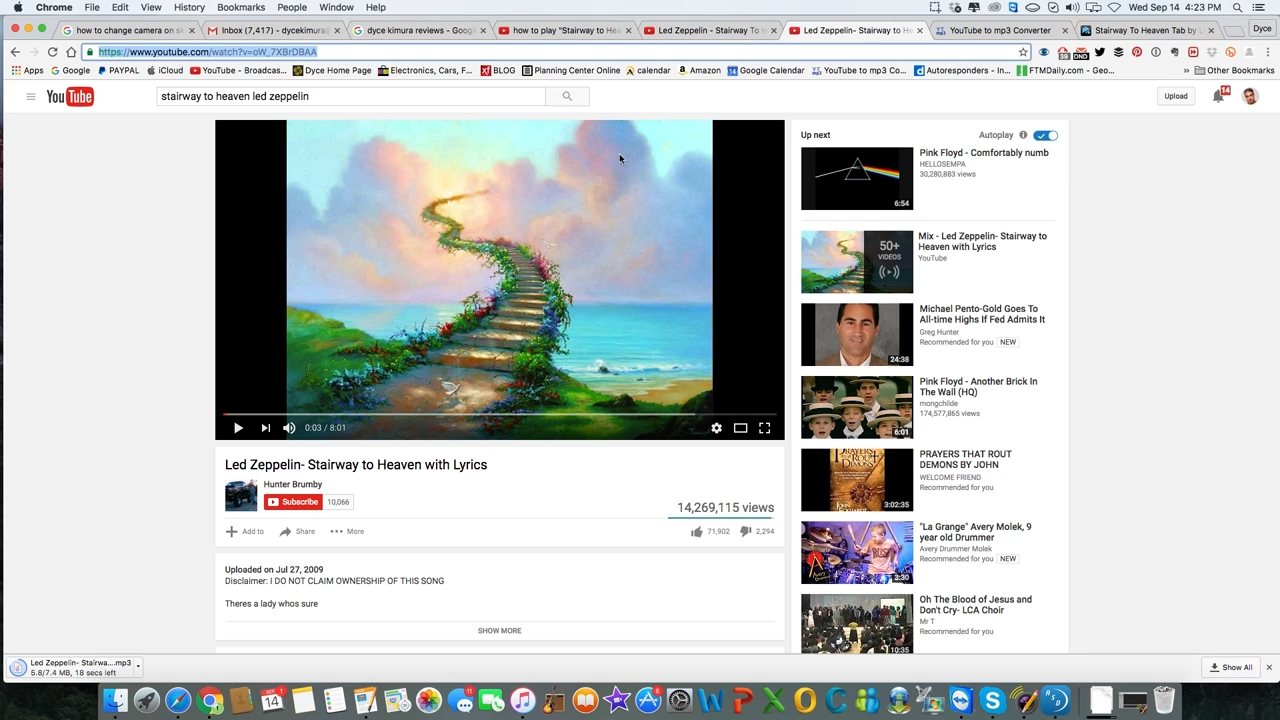 Chrome File Edit View History Bookmarks People Window Help
Wed Sep 14 4:23 PM
how to change camera on sk
Inbox (7,417) - dycekimura@
dyce kimura reviews - Googl
how to play "Stairway to Hea
Led Zeppelin - Stairway To H
Led Zeppelin- Stairway to He
YouTube to mp3 Converter
Stairway To Heaven Tab by L
Dyce
https://www.youtube.com/watch?v=oW_7XBrDBAA
Apps Google PAYPAL iCloud YouTube - Broadcas... Dyce Home Page Electronics, Cars, F... BLOG Planning Center Online calendar Amazon Google Calendar YouTube to mp3 Co... Autoresponders - In... FTMDaily.com - Geo... » Other Bookmarks
YouTube
stairway to heaven led zeppelin
Upload
14
0:03 / 8:01
Led Zeppelin- Stairway to Heaven with Lyrics
Hunter Brumby
Subscribe 10,066
14,269,115 views
Add to Share More
71,902 2,294
Uploaded on Jul 27, 2009
Disclaimer: I DO NOT CLAIM OWNERSHIP OF THIS SONG
Theres a lady whos sure
SHOW MORE
Up next
Autoplay
Pink Floyd - Comfortably numb
HELLOSEMPA
30,280,883 views
6:54
Mix - Led Zeppelin- Stairway to
Heaven with Lyrics
YouTube
50+
VIDEOS
Michael Pento-Gold Goes To
All-time Highs If Fed Admits It
Greg Hunter
Recommended for you NEW
24:38
Pink Floyd - Another Brick In
The Wall (HQ)
mongchilde
174,577,865 views
6:01
PRAYERS THAT ROUT
DEMONS BY JOHN
WELCOME FRIEND
Recommended for you
3:02:35
"La Grange" Avery Molek, 9
year old Drummer
Avery Drummer Molek
Recommended for you NEW
3:30
Oh The Blood of Jesus and
Don't Cry- LCA Choir
Mr T
Recommended for you
10:35
Led Zeppelin- Stairwa....mp3
5.8/7.4 MB, 18 secs left
Show All